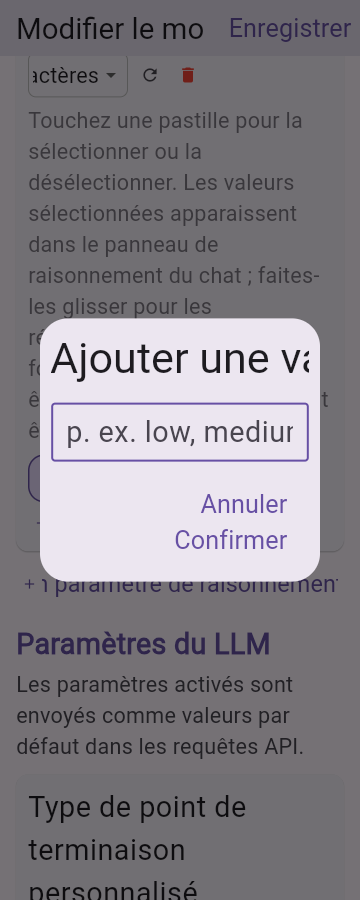 Modifier le mo Enregistrer
actères
Touchez une pastille pour la
sélectionner ou la
désélectionner. Les valeurs
sélectionnées apparaissent
dans le panneau de
raisonnement du chat ; faites-
les glisser pour les
Ajouter une va
p. ex. low, medium
Annuler
Confirmer
+ n paramètre de raisonnement
Paramètres du LLM
Les paramètres activés sont
envoyés comme valeurs par
défaut dans les requêtes API.
Type de point de
terminaison
personnalisé